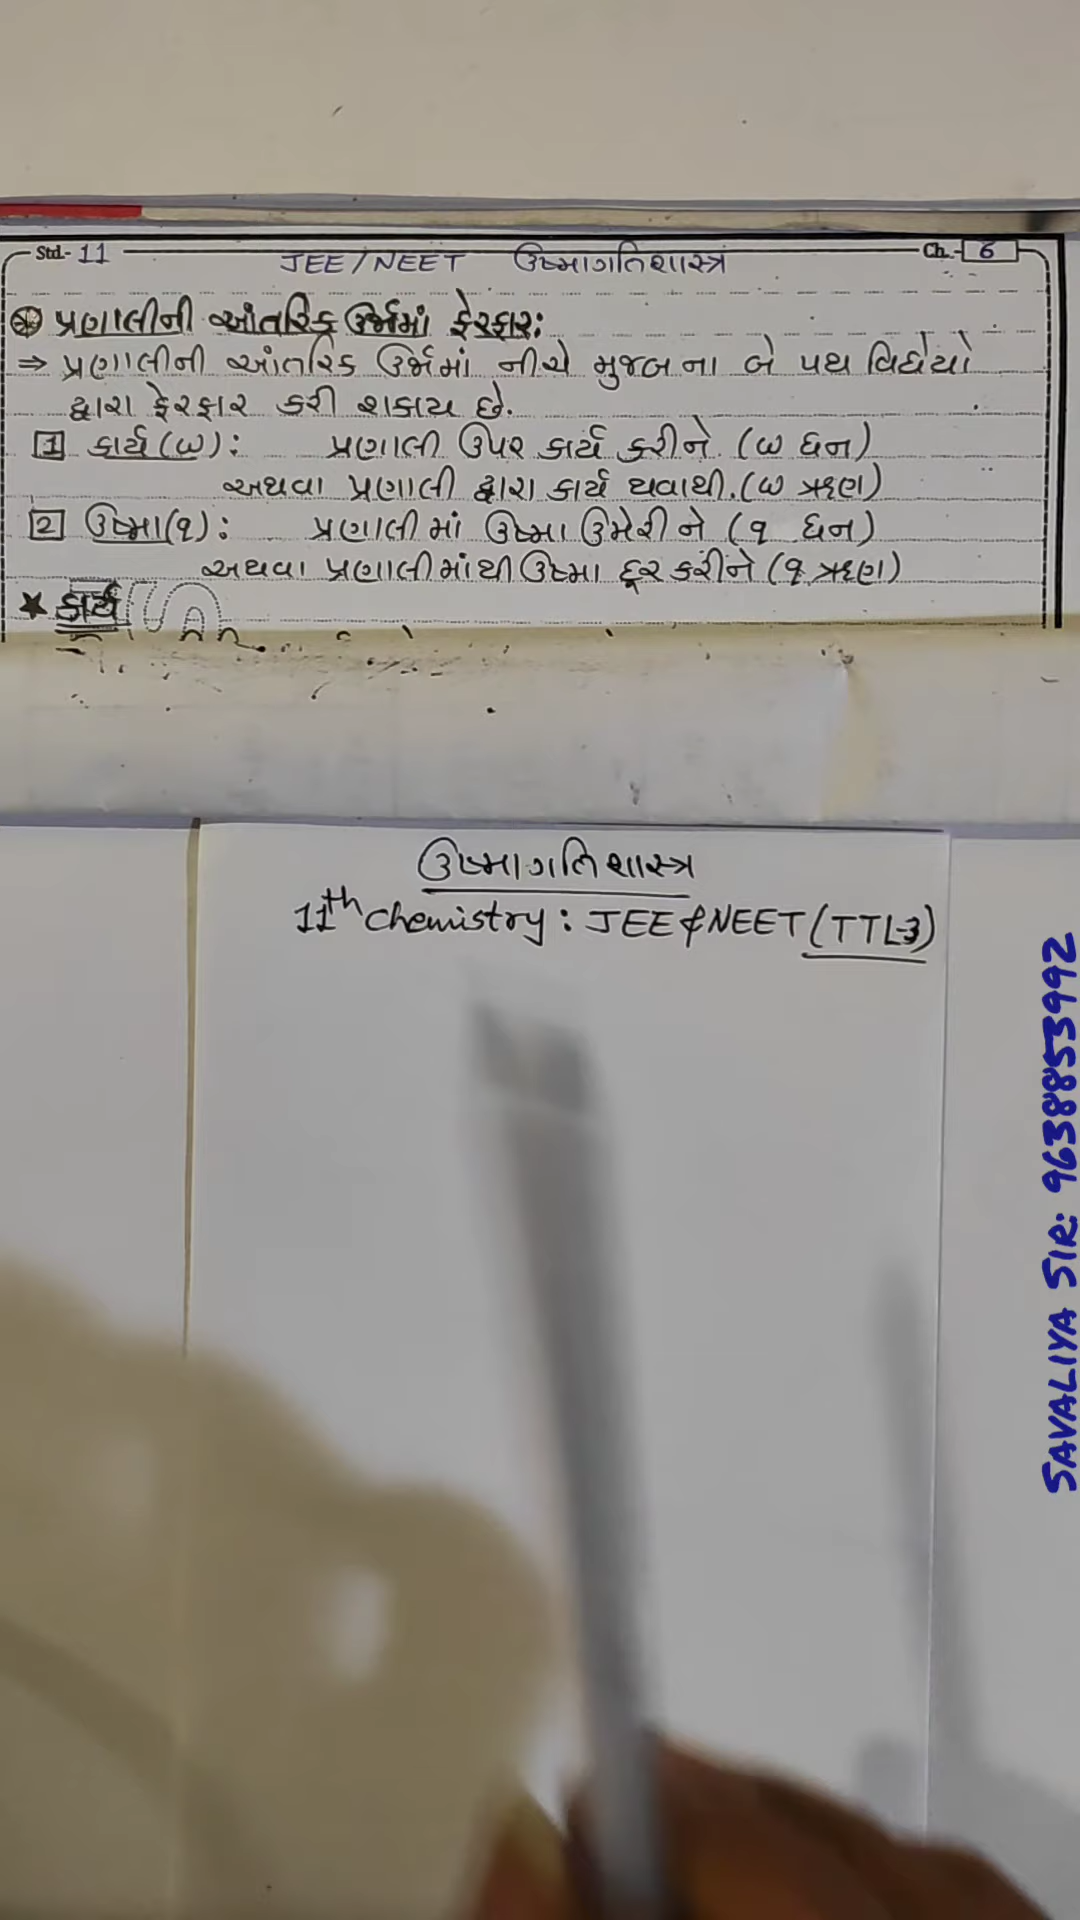 Std.- 11 JEE/NEET ઉષ્માગતિશાસ્ત્ર Ch.- 6
પ્રણાલીની આંતરિક ઉર્જામાં ફેરફાર:
⇒ પ્રણાલીની આંતરિક ઉર્જામાં નીચે મુજબ ના બે પથ વિધેયો
દ્વારા ફેરફાર કરી શકાય છે.
1 કાર્ય (w): પ્રણાલી ઉપર કાર્ય કરીને (w ધન)
અથવા પ્રણાલી દ્વારા કાર્ય થવાથી. (w ઋણ)
2 ઉષ્મા(q): પ્રણાલીમાં ઉષ્મા ઉમેરીને (q ધન)
અથવા પ્રણાલીમાંથી ઉષ્મા દૂર કરીને (q ઋણ)
★ કાર્ય
ઉષ્માગતિશાસ્ત્ર
11th Chemistry: JEE & NEET (TTL-3)
SAVALIYA SIR: 9638853992